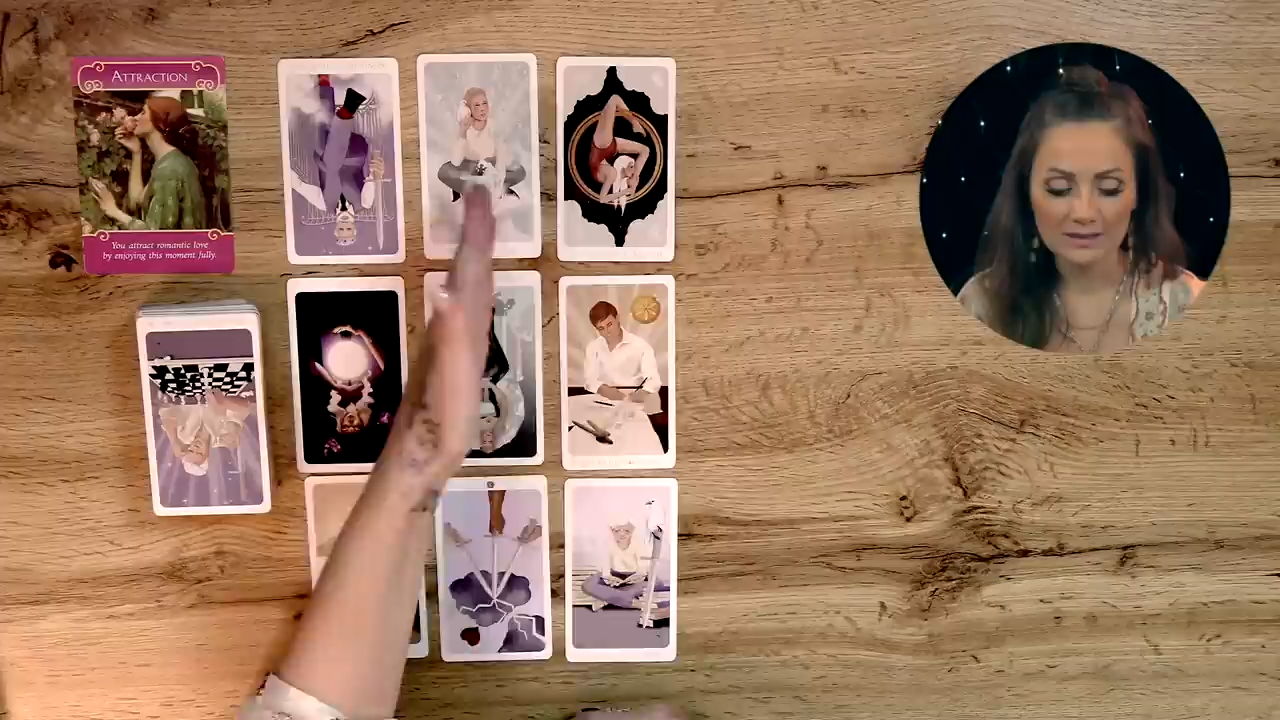 ATTRACTION
You attract romantic love
by enjoying this moment fully.